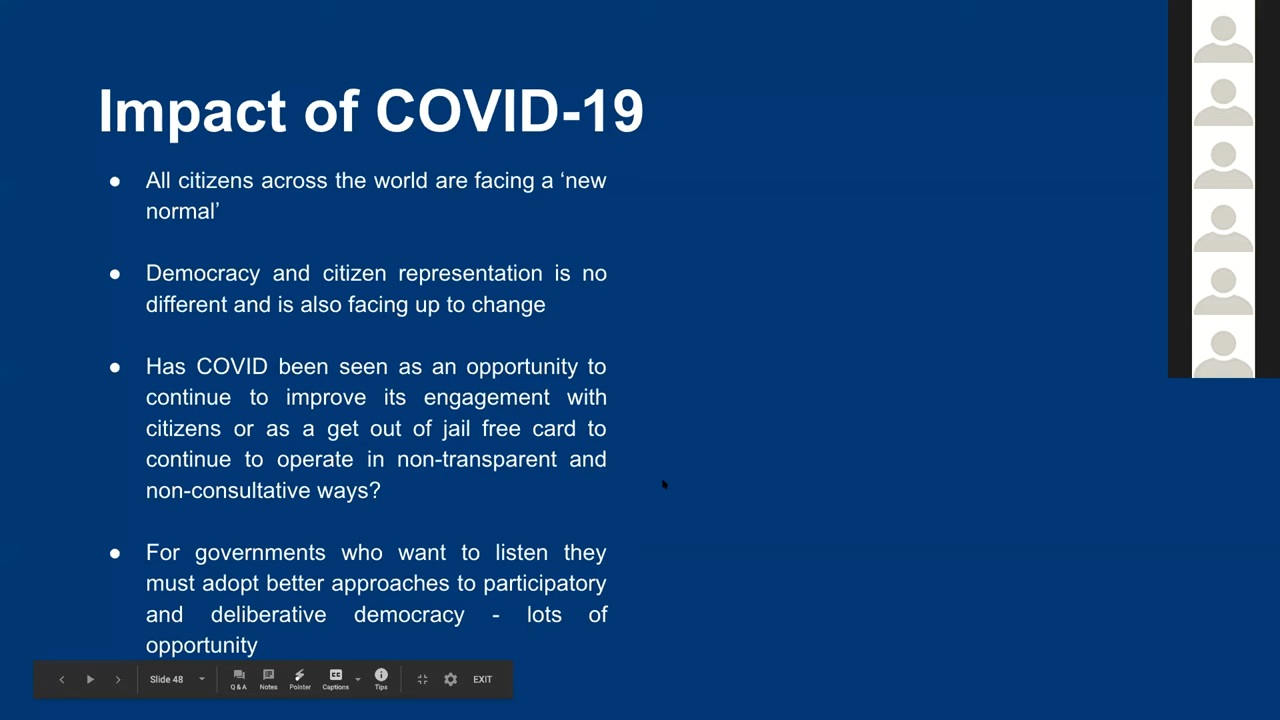 Impact of COVID-19
● All citizens across the world are facing a ‘new
normal’
● Democracy and citizen representation is no
different and is also facing up to change
● Has COVID been seen as an opportunity to
continue to improve its engagement with
citizens or as a get out of jail free card to
continue to operate in non-transparent and
non-consultative ways?
● For governments who want to listen they
must adopt better approaches to participatory
and deliberative democracy - lots of
opportunity
Slide 48 Q & A Notes Pointer CC Captions Tips EXIT